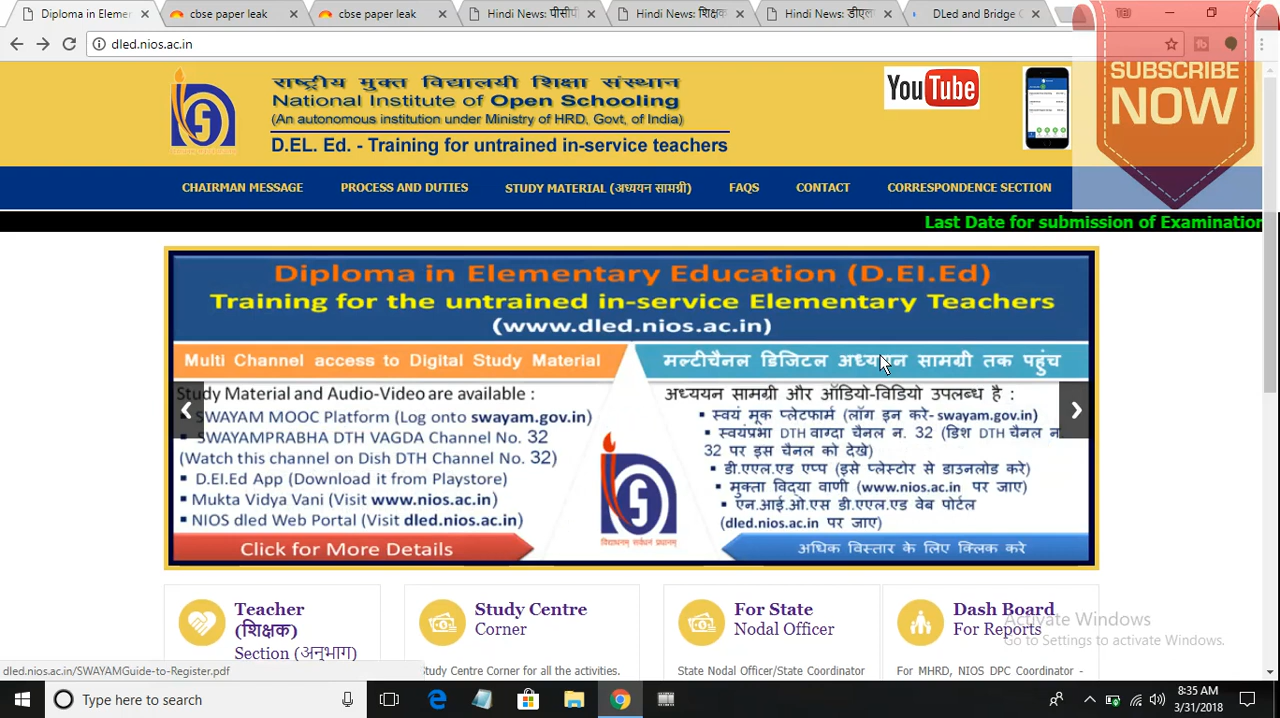 Diploma in Elemen
cbse paper leak
cbse paper leak
Hindi News: पीसीपी
Hindi News: शिक्षक
Hindi News: डीएल
DLed and Bridge C
dled.nios.ac.in
SUBSCRIBE
NOW
राष्ट्रीय मुक्त विद्यालयी शिक्षा संस्थान
National Institute of Open Schooling
(An autonomous institution under Ministry of HRD, Govt, of India)
D.EL. Ed. - Training for untrained in-service teachers
YouTube
CHAIRMAN MESSAGE
PROCESS AND DUTIES
STUDY MATERIAL (अध्ययन सामग्री)
FAQS
CONTACT
CORRESPONDENCE SECTION
Last Date for submission of Examination
Diploma in Elementary Education (D.El.Ed)
Training for the untrained in-service Elementary Teachers
(www.dled.nios.ac.in)
Multi Channel access to Digital Study Material
Study Material and Audio-Video are available :
SWAYAM MOOC Platform (Log onto swayam.gov.in)
SWAYAMPRABHA DTH VAGDA Channel No. 32
(Watch this channel on Dish DTH Channel No. 32)
D.El.Ed App (Download it from Playstore)
Mukta Vidya Vani (Visit www.nios.ac.in)
NIOS dled Web Portal (Visit dled.nios.ac.in)
Click for More Details
मल्टीचैनल डिजिटल अध्ययन सामग्री तक पहुंच
अध्ययन सामग्री और ऑडियो-विडियो उपलब्ध है :
स्वयं मूक प्लेटफार्म (लॉग इन करे- swayam.gov.in)
स्वयंप्रभा DTH वाग्दा चैनल न. 32 (डिश DTH चैनल न
32 पर इस चैनल को देखे)
डी.एएल.एड एप्प (इसे प्लेस्टोर से डाउनलोड करे)
मुक्ता विद्या वाणी (www.nios.ac.in पर जाए)
एन.आई.ओ.एस डी.एएल.एड वेब पोर्टल
(dled.nios.ac.in पर जाए)
अधिक विस्तार के लिए क्लिक करे
विद्याधनम् सर्वधनं प्रधानम्
Teacher
(शिक्षक)
Section (अनुभाग)
Study Centre
Corner
Study Centre Corner for all the activities.
For State
Nodal Officer
State Nodal Officer/State Coordinator
Dash Board
For Reports
For MHRD, NIOS DPC Coordinator -
Activate Windows
Go to Settings to activate Windows.
dled.nios.ac.in/SWAYAMGuide-to-Register.pdf
Type here to search
8:35 AM
3/31/2018